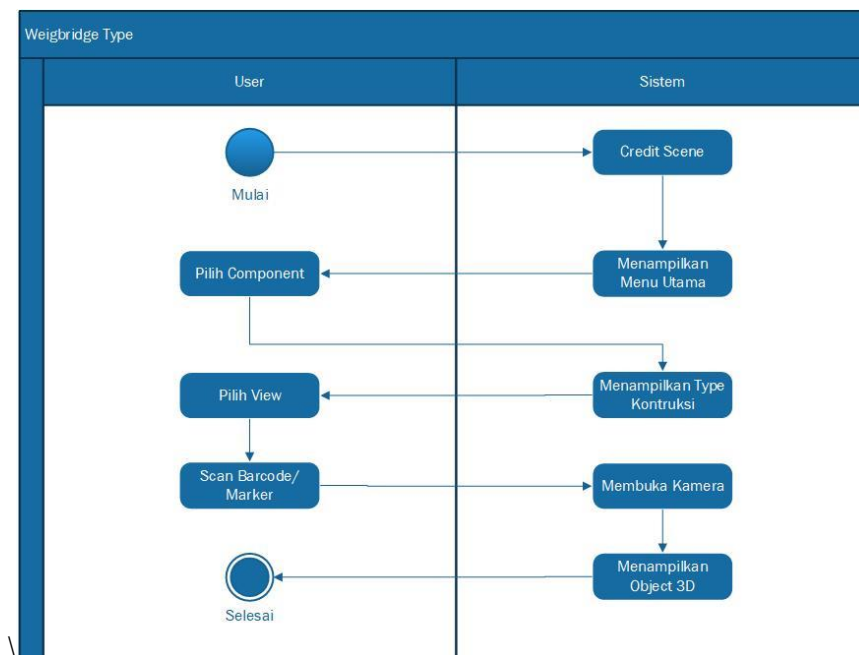 Weigbridge Type
User
Sistem
Credit Scene
Mulai
Pilih Component
Menampilkan
Menu Utama
Pilih View
Menampilkan Type
Kontruksi
Scan Barcode/
Marker
Membuka Kamera
Menampilkan
Object 3D
Selesai
\